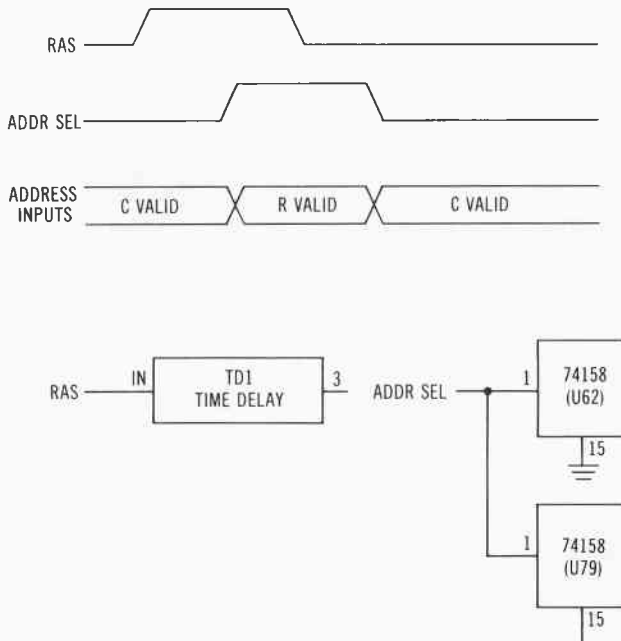 RAS
ADDR SEL
ADDRESS
INPUTS
C VALID
R VALID
C VALID
RAS
IN
TD1
TIME DELAY
3
ADDR SEL
1
74158
(U62)
15
1
74158
(U79)
15